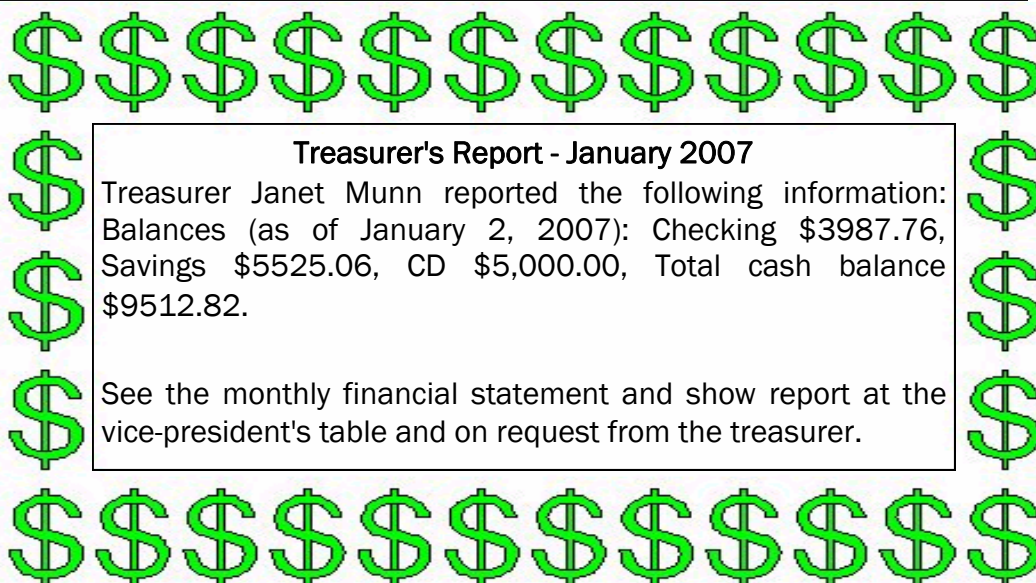 Treasurer's Report - January 2007
Treasurer Janet Munn reported the following information:
Balances (as of January 2, 2007): Checking $3987.76,
Savings $5525.06, CD $5,000.00, Total cash balance
$9512.82.
See the monthly financial statement and show report at the
vice-president's table and on request from the treasurer.